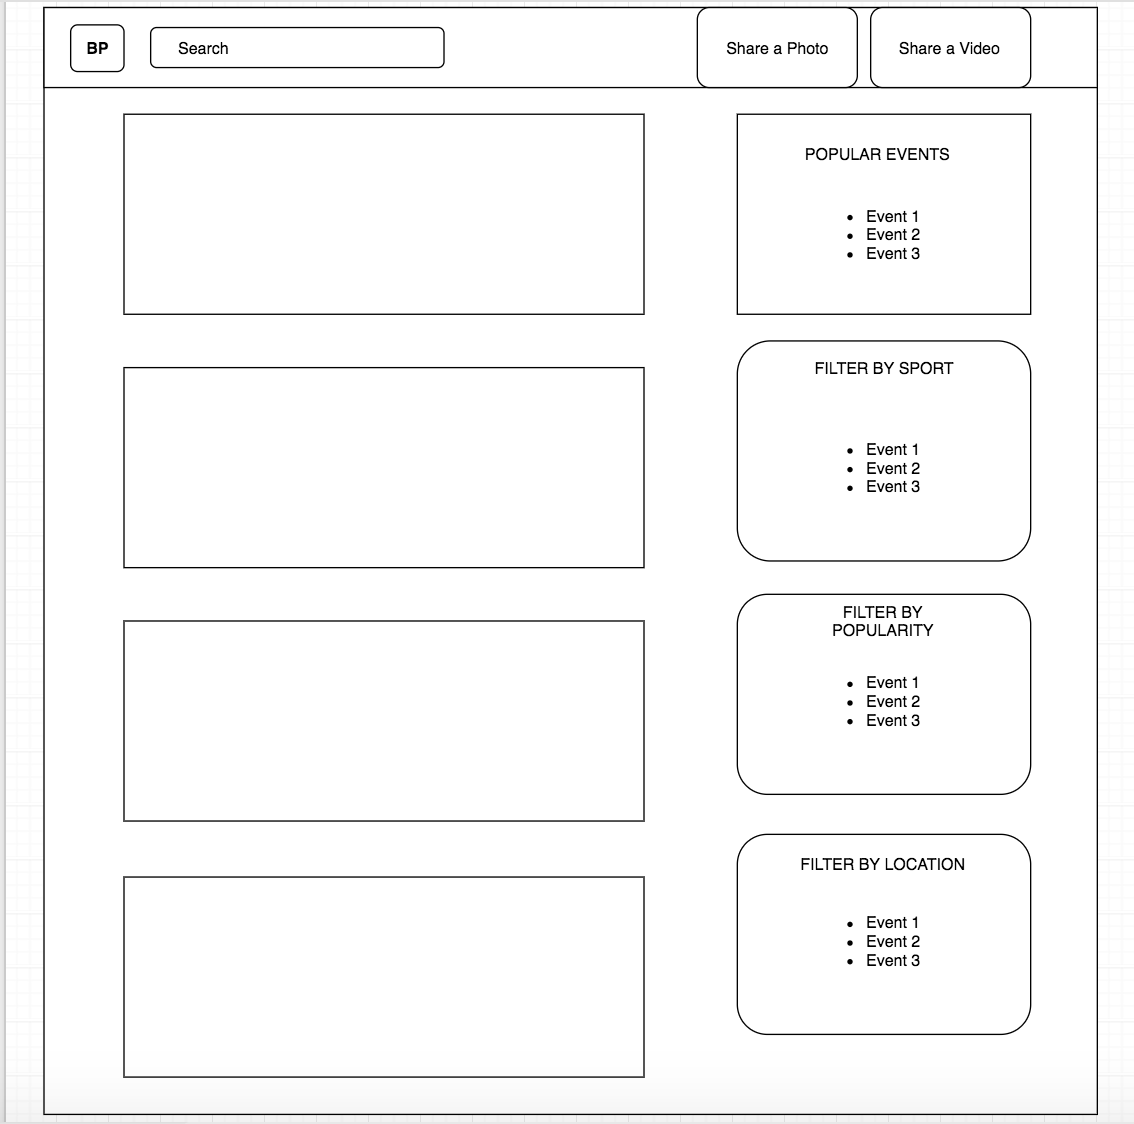 BP
Search
Share a Photo
Share a Video
POPULAR EVENTS
Event 1
Event 2
Event 3
FILTER BY SPORT
Event 1
Event 2
Event 3
FILTER BY
POPULARITY
Event 1
Event 2
Event 3
FILTER BY LOCATION
Event 1
Event 2
Event 3